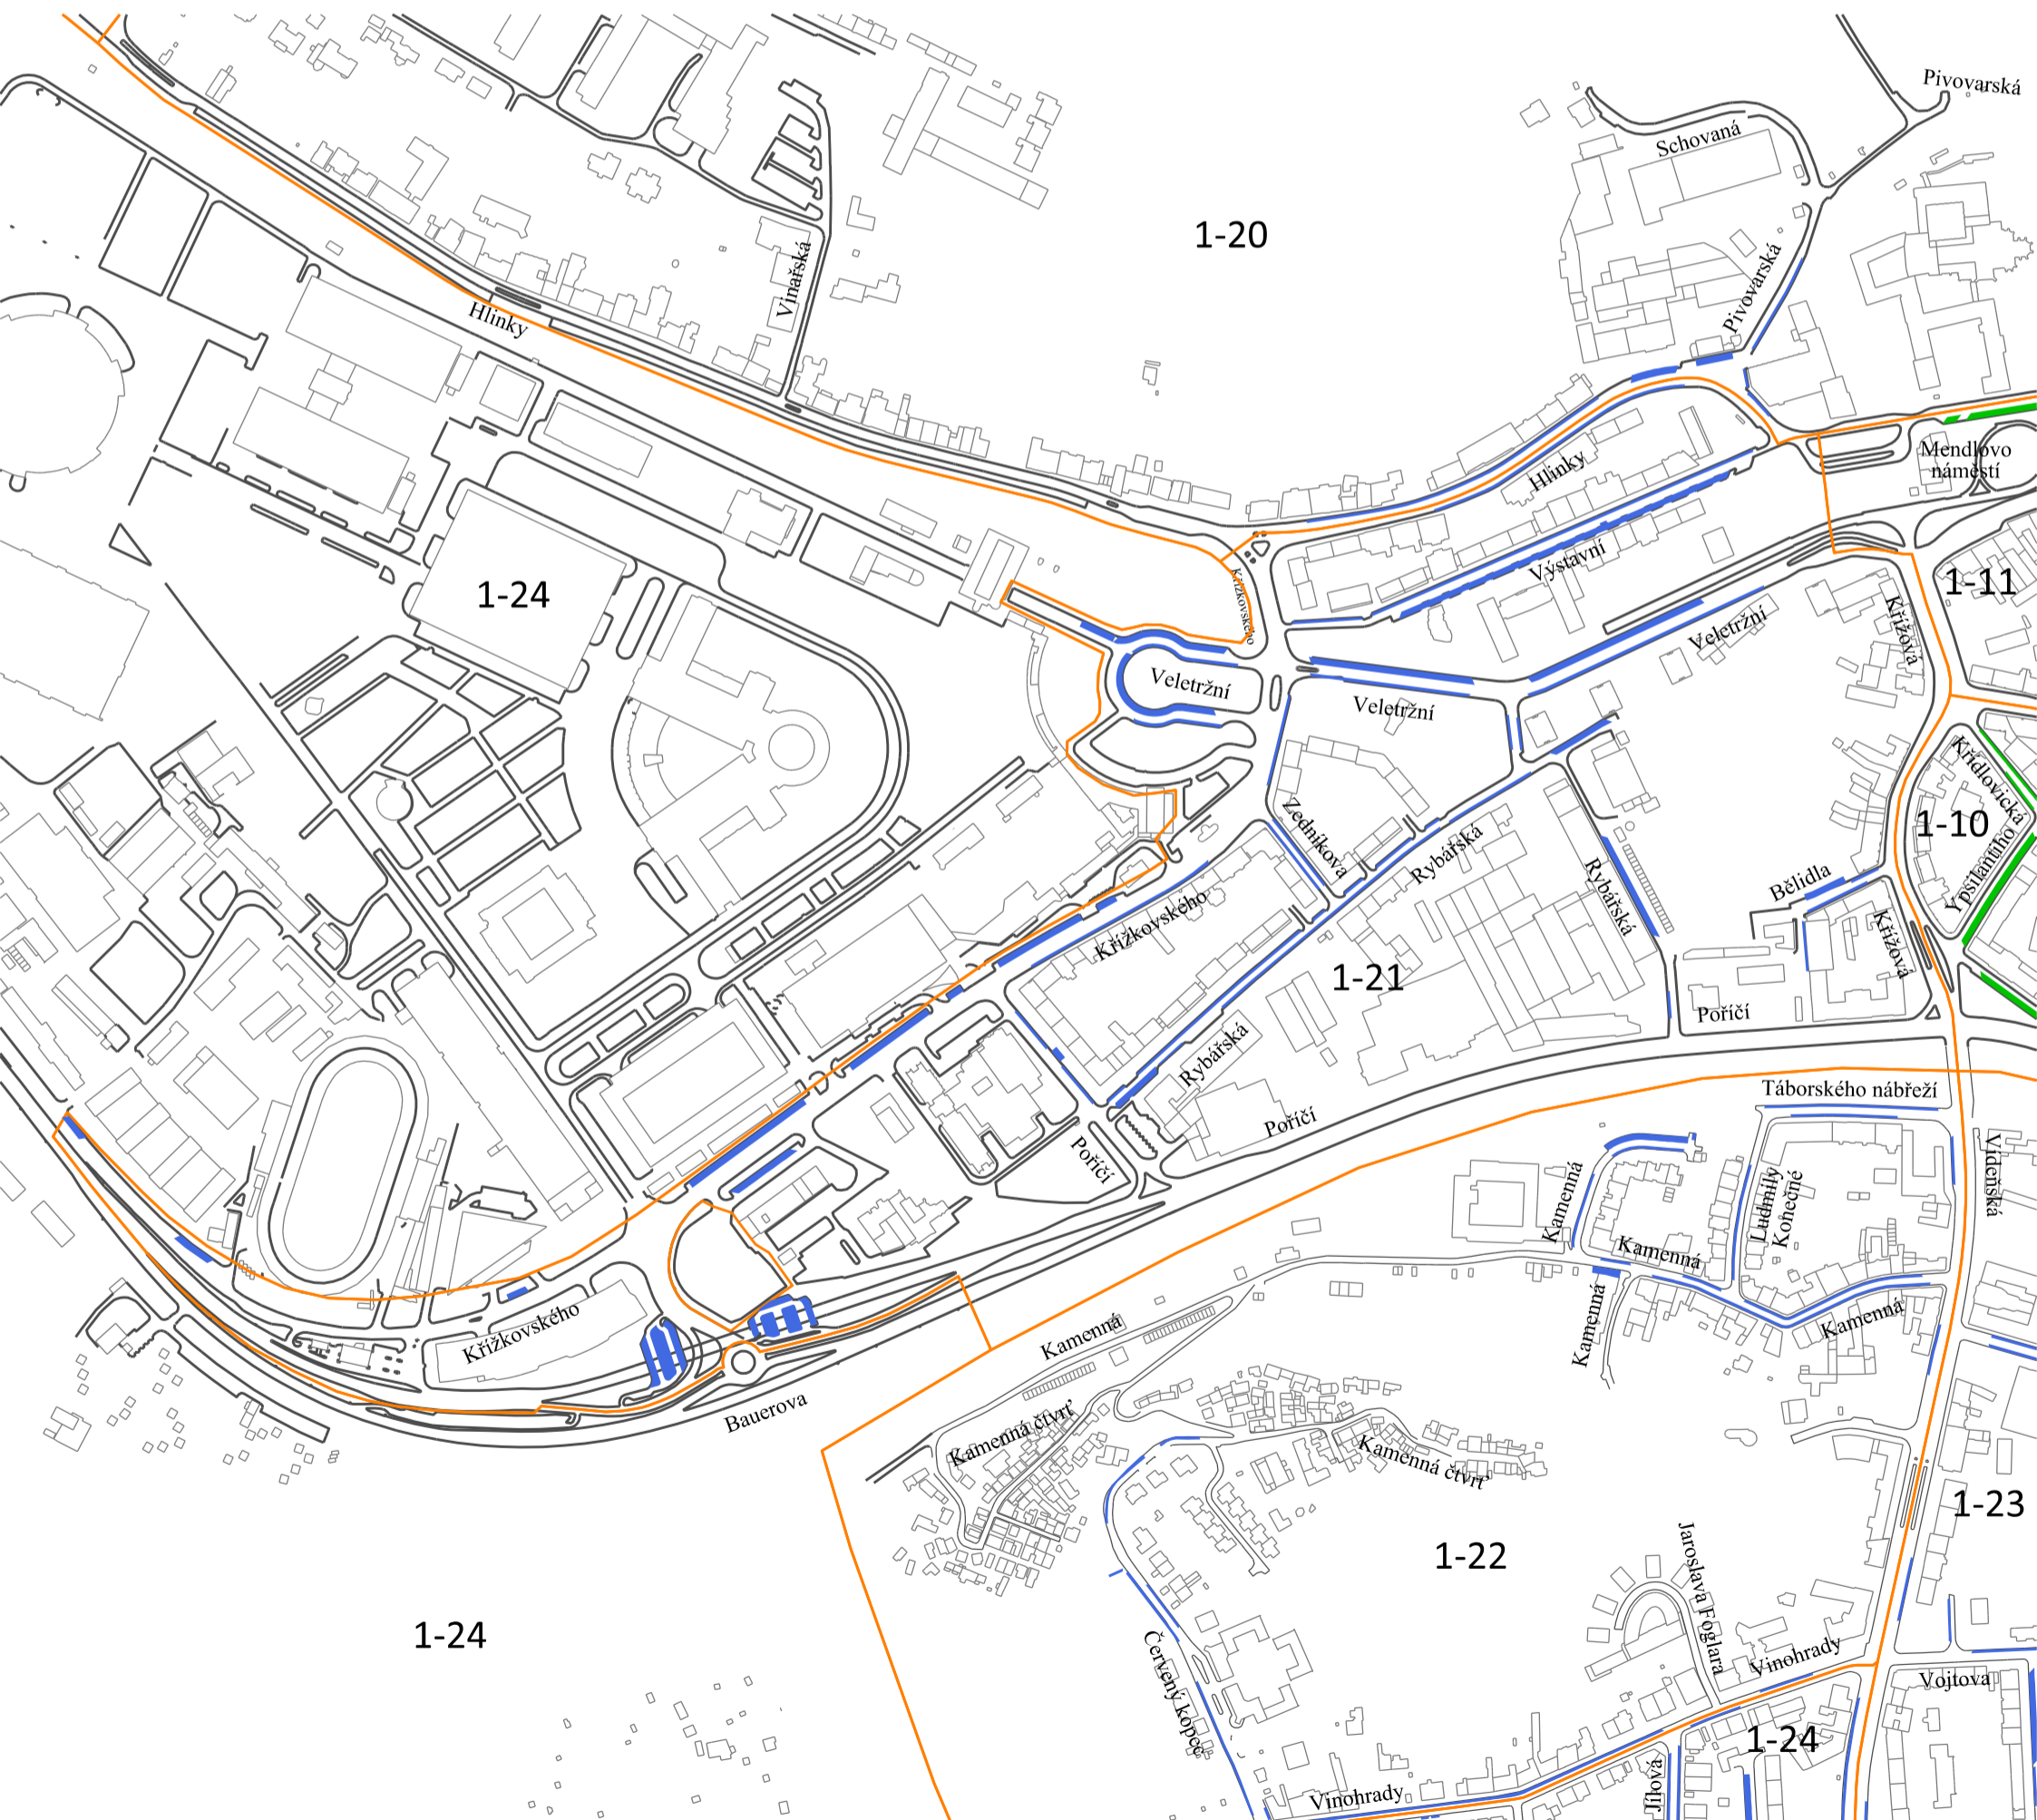 Pivovarská
Schovaná
1-20
Vinařská
Pivovarská
Hlinky
Mendlovo
náměstí
Hlinky
Výstavní
1-24
Křížkovského
1-11
Křížová
Veletržní
Veletržní
Veletržní
Křídlovická
1-10
Zedníkova
Rybářská
Rybářská
Bělidla
Ypsilantiho
Křížkovského
Křížová
1-21
Poříčí
Rybářská
Táborského nábřeží
Poříčí
Poříčí
Vídeňská
Kamenná
Ludmily
Konečné
Kamenná
Křížkovského
Kamenná
Kamenná
Kamenná
Bauerova
Kamenná čtvrť
Kamenná čtvrť
1-23
1-22
Jaroslava Foglara
1-24
Červený kopec
Vinohrady
Vojtova
1-24
Jílová
Vinohrady